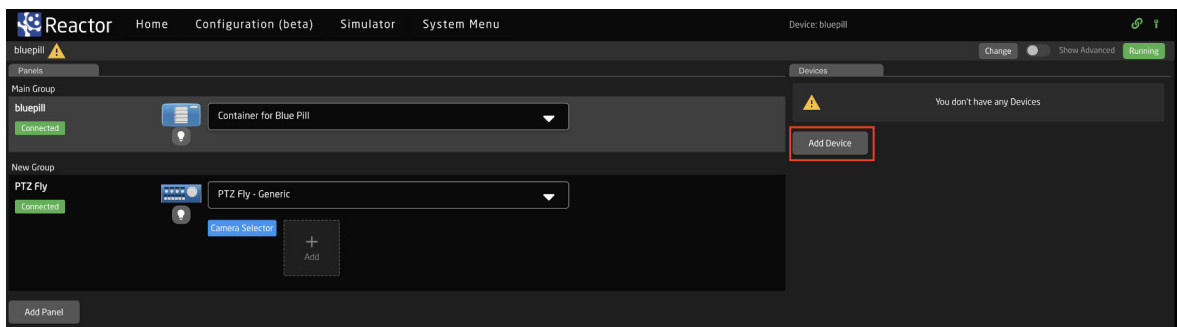 Reactor Home Configuration (beta) Simulator System Menu Device: bluepill
bluepill Change Show Advanced Running
Panels Devices
Main Group
bluepill
Connected
Container for Blue Pill
You don't have any Devices
Add Device
New Group
PTZ Fly
Connected
PTZ Fly - Generic
Camera Selector
+
Add
Add Panel